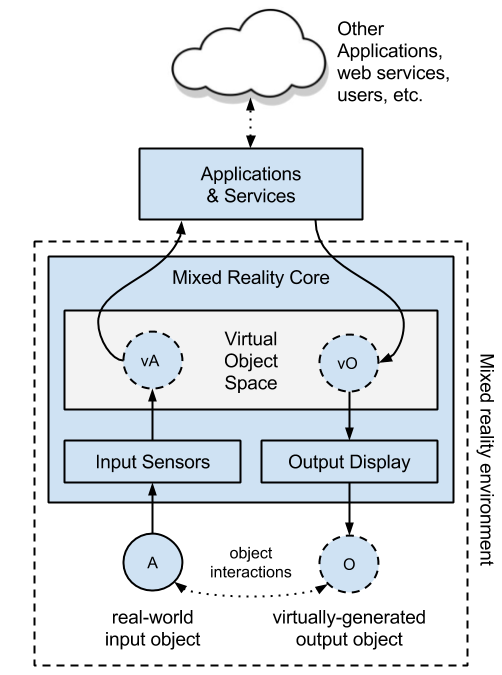 Other
Applications,
web services,
users, etc.
Applications
& Services
Mixed Reality Core
Virtual
Object
Space
vA
vO
Input Sensors
Output Display
Mixed reality environment
A
object
interactions
O
real-world
input object
virtually-generated
output object